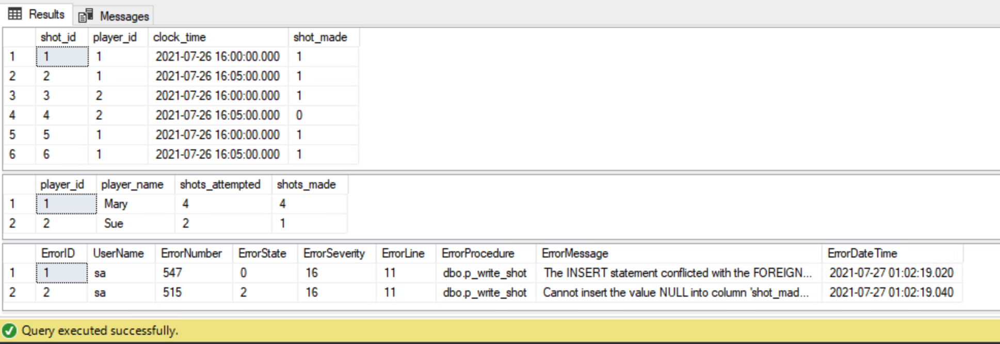 Results Messages
shot_id player_id clock_time shot_made
1 1 1 2021-07-26 16:00:00.000 1
2 2 1 2021-07-26 16:05:00.000 1
3 3 2 2021-07-26 16:00:00.000 1
4 4 2 2021-07-26 16:05:00.000 0
5 5 1 2021-07-26 16:00:00.000 1
6 6 1 2021-07-26 16:05:00.000 1
player_id player_name shots_attempted shots_made
1 1 Mary 4 4
2 2 Sue 2 1
ErrorID UserName ErrorNumber ErrorState ErrorSeverity ErrorLine ErrorProcedure ErrorMessage ErrorDateTime
1 1 sa 547 0 16 11 dbo.p_write_shot The INSERT statement conflicted with the FOREIGN... 2021-07-27 01:02:19.020
2 2 sa 515 2 16 11 dbo.p_write_shot Cannot insert the value NULL into column 'shot_mad... 2021-07-27 01:02:19.040
Query executed successfully.